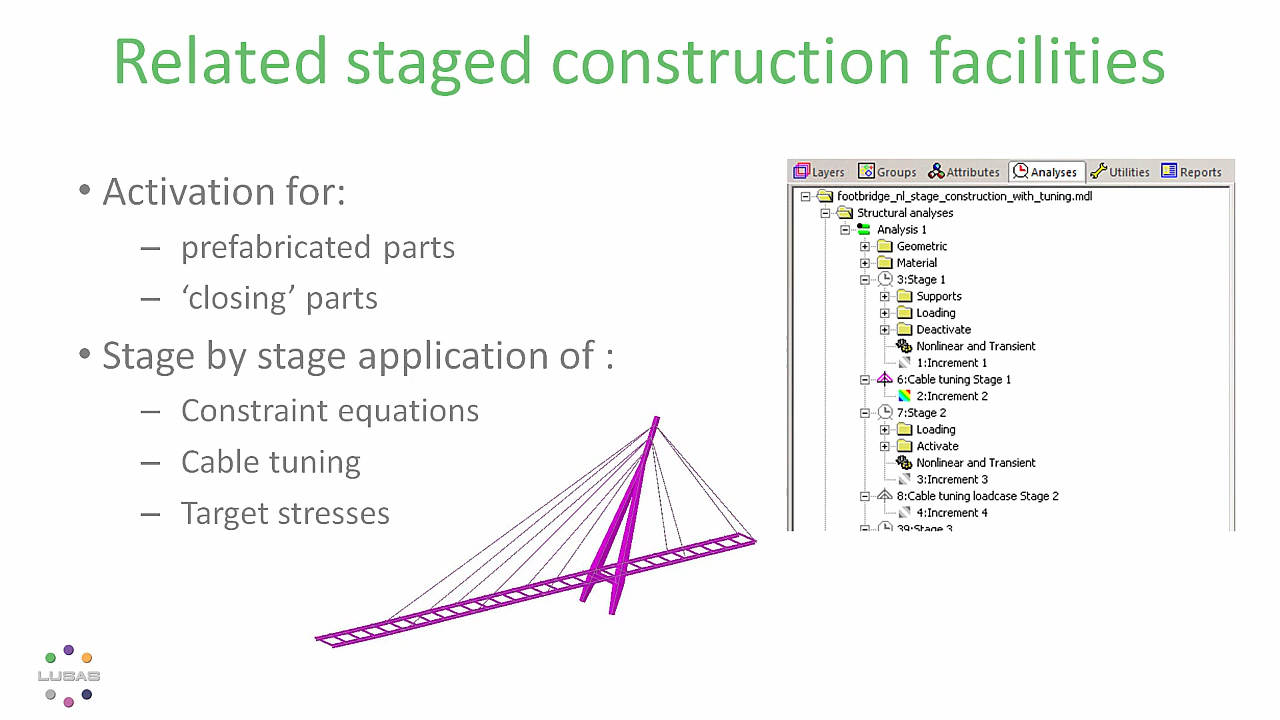 Related staged construction facilities
• Activation for:
– prefabricated parts
– ‘closing’ parts
• Stage by stage application of :
– Constraint equations
– Cable tuning
– Target stresses
Layers Groups Attributes Analyses Utilities Reports
footbridge_nl_stage_construction_with_tuning.mdl
Structural analyses
Analysis 1
Geometric
Material
3:Stage 1
Supports
Loading
Deactivate
Nonlinear and Transient
1:Increment 1
6:Cable tuning Stage 1
2:Increment 2
7:Stage 2
Loading
Activate
Nonlinear and Transient
3:Increment 3
8:Cable tuning loadcase Stage 2
4:Increment 4
39:Stage 3
LUSAS